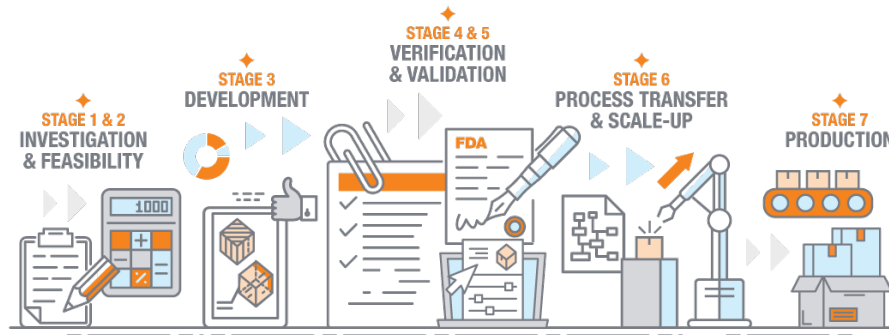 STAGE 1 & 2
INVESTIGATION
& FEASIBILITY
1000
STAGE 3
DEVELOPMENT
STAGE 4 & 5
VERIFICATION
& VALIDATION
FDA
STAGE 6
PROCESS TRANSFER
& SCALE-UP
STAGE 7
PRODUCTION